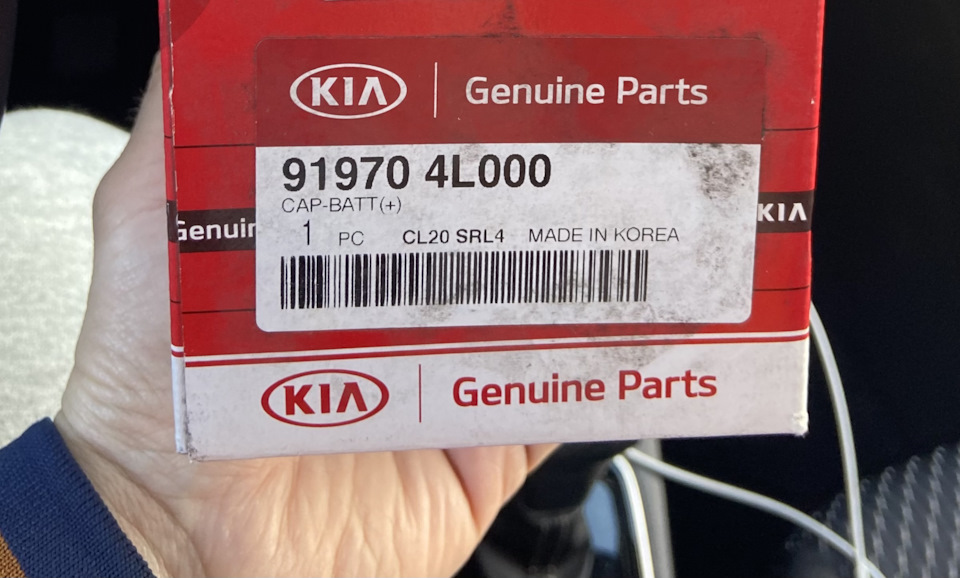 KIA Genuine Parts
91970 4L000
CAP-BATT(+)
Genuin
KIA
1 PC CL20 SRL4 MADE IN KOREA
KIA Genuine Parts